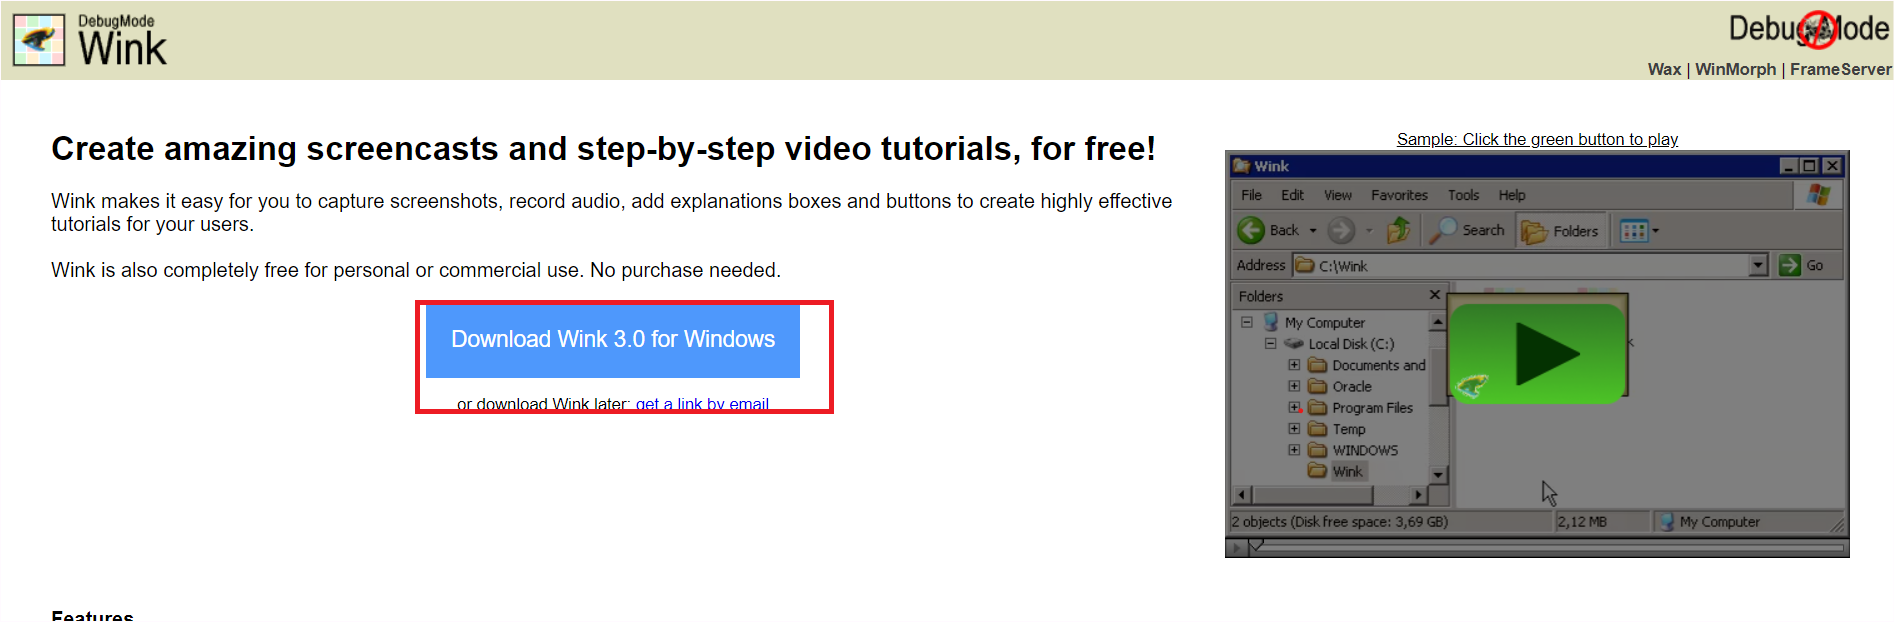 DebugMode
Wink
DebugMode
Wax | WinMorph | FrameServer
Create amazing screencasts and step-by-step video tutorials, for free!
Wink makes it easy for you to capture screenshots, record audio, add explanations boxes and buttons to create highly effective
tutorials for your users.
Wink is also completely free for personal or commercial use. No purchase needed.
Download Wink 3.0 for Windows
or download Wink later: get a link by email
Sample: Click the green button to play
Wink
File Edit View Favorites Tools Help
Back Search Folders
Address C:\Wink Go
Folders
My Computer
Local Disk (C:)
Documents and
Oracle
Program Files
Temp
WINDOWS
Wink
2 objects (Disk free space: 3,69 GB) 2,12 MB My Computer
Features